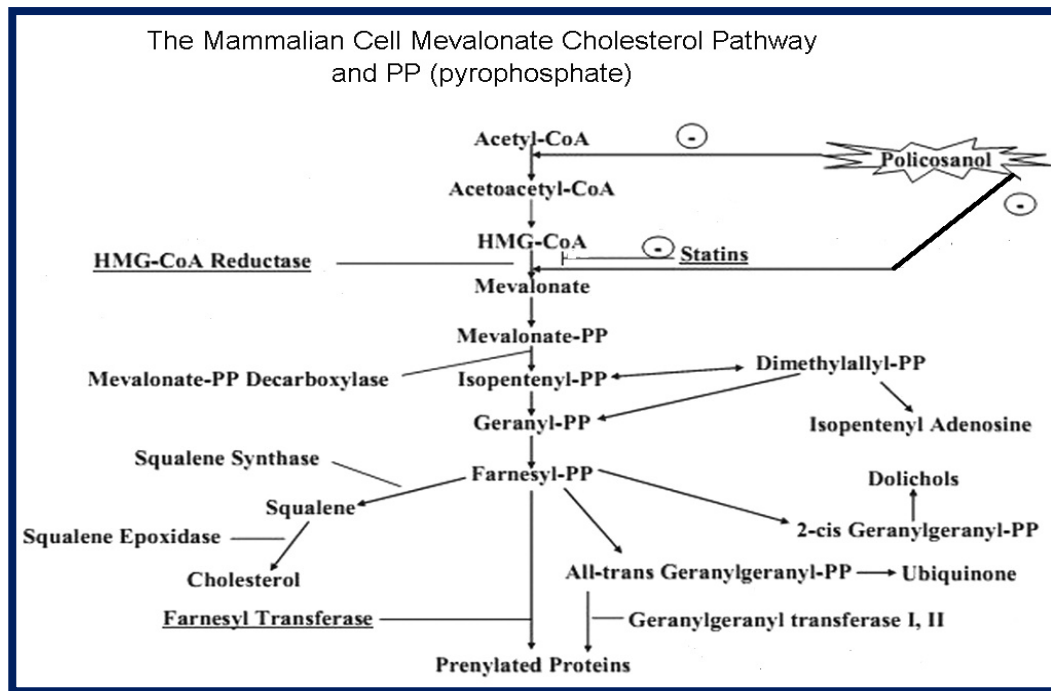 The Mammalian Cell Mevalonate Cholesterol Pathway
and PP (pyrophosphate)
Acetyl-CoA
-
Policosanol
Acetoacetyl-CoA
-
HMG-CoA
-
Statins
HMG-CoA Reductase
Mevalonate
Mevalonate-PP
Dimethylallyl-PP
Mevalonate-PP Decarboxylase
Isopentenyl-PP
Geranyl-PP
Isopentenyl Adenosine
Squalene Synthase
Farnesyl-PP
Dolichols
Squalene
2-cis Geranylgeranyl-PP
Squalene Epoxidase
Cholesterol
All-trans Geranylgeranyl-PP
Ubiquinone
Farnesyl Transferase
Geranylgeranyl transferase I, II
Prenylated Proteins